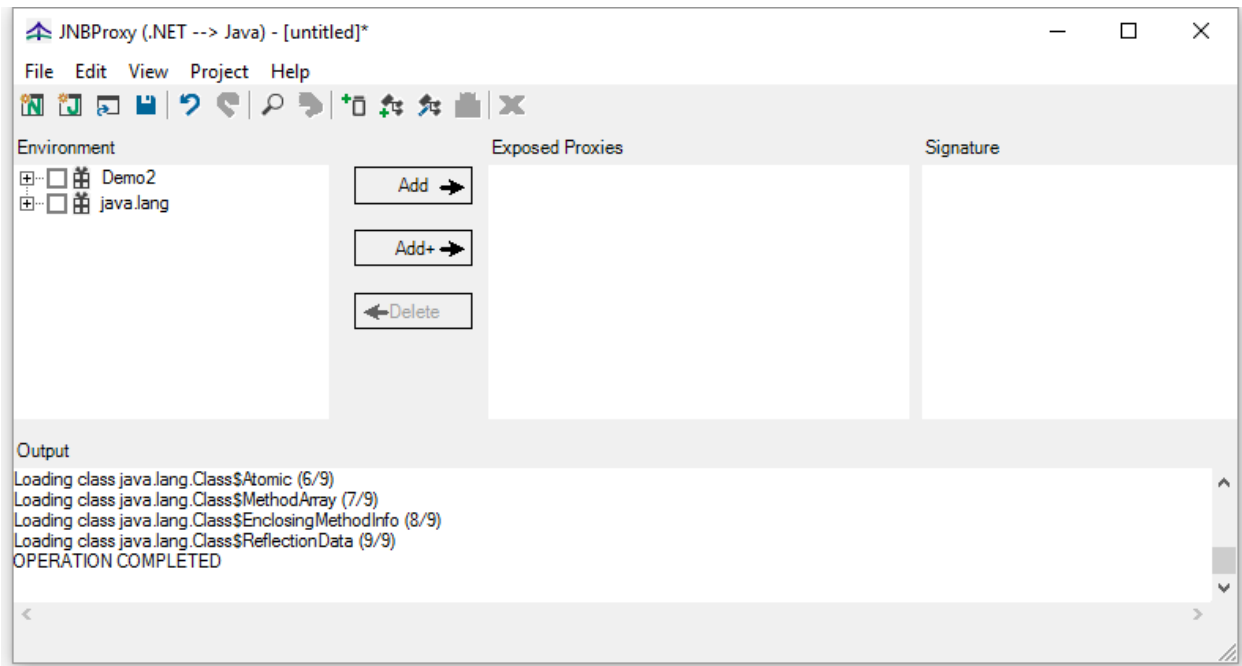 JNBProxy (.NET --> Java) - [untitled]*
File Edit View Project Help
Environment
Exposed Proxies
Signature
Demo2
java.lang
Add
Add+
Delete
Output
Loading class java.lang.Class$Atomic (6/9)
Loading class java.lang.Class$MethodArray (7/9)
Loading class java.lang.Class$EnclosingMethodInfo (8/9)
Loading class java.lang.Class$ReflectionData (9/9)
OPERATION COMPLETED